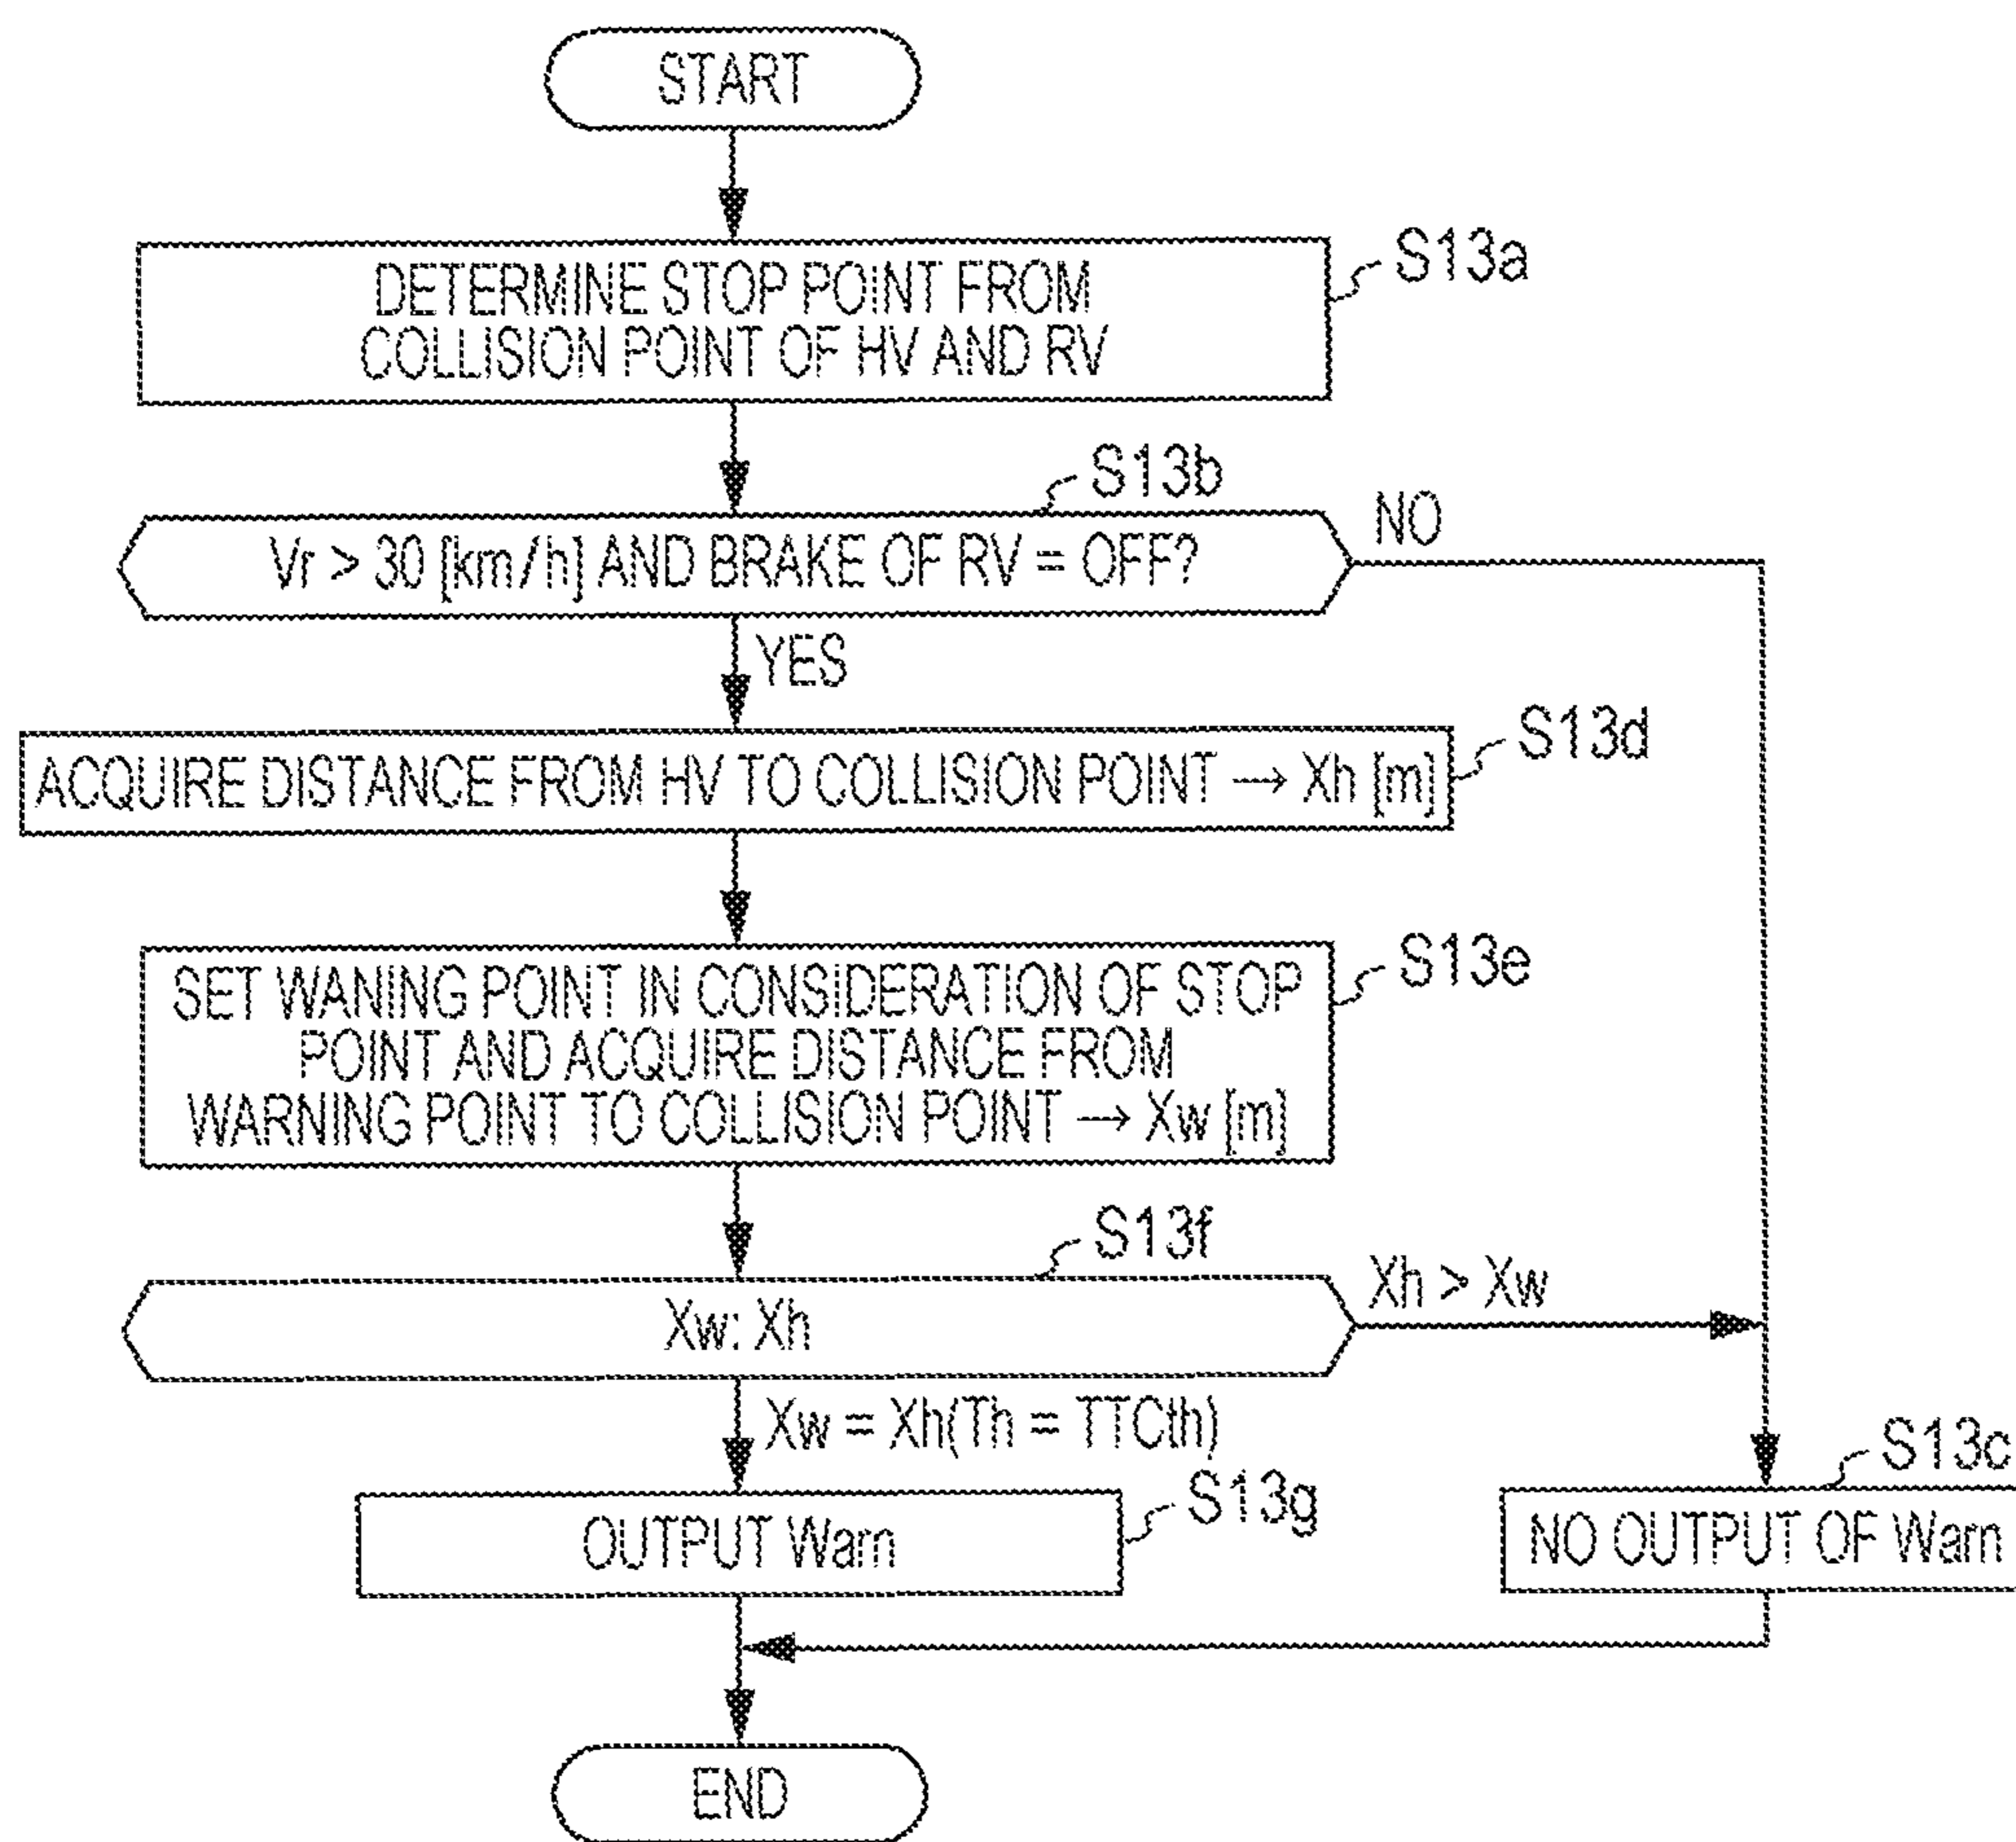 START
DETERMINE STOP POINT FROM
COLLISION POINT OF HV AND RV
S13a
S13b
Vr > 30 [km/h] AND BRAKE OF RV = OFF?
NO
YES
ACQUIRE DISTANCE FROM HV TO COLLISION POINT → Xh [m]
S13d
SET WANING POINT IN CONSIDERATION OF STOP
POINT AND ACQUIRE DISTANCE FROM
WARNING POINT TO COLLISION POINT → Xw [m]
S13e
S13f
Xw: Xh
Xh > Xw
Xw = Xh(Th = TTCth)
OUTPUT Warn
S13g
S13c
NO OUTPUT OF Warn
END